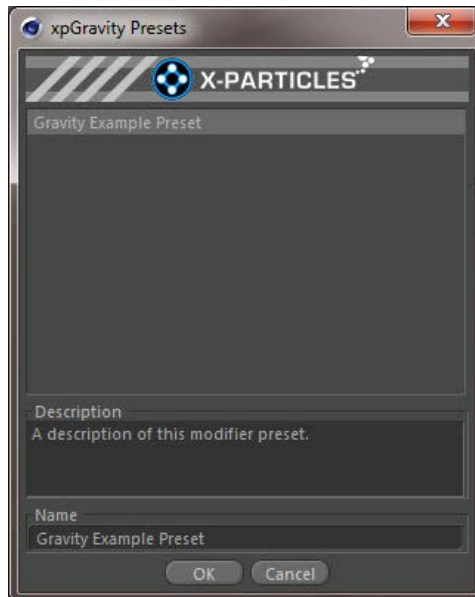 xpGravity Presets
X-PARTICLES
Gravity Example Preset
Description
A description of this modifier preset.
Name
Gravity Example Preset
OK Cancel